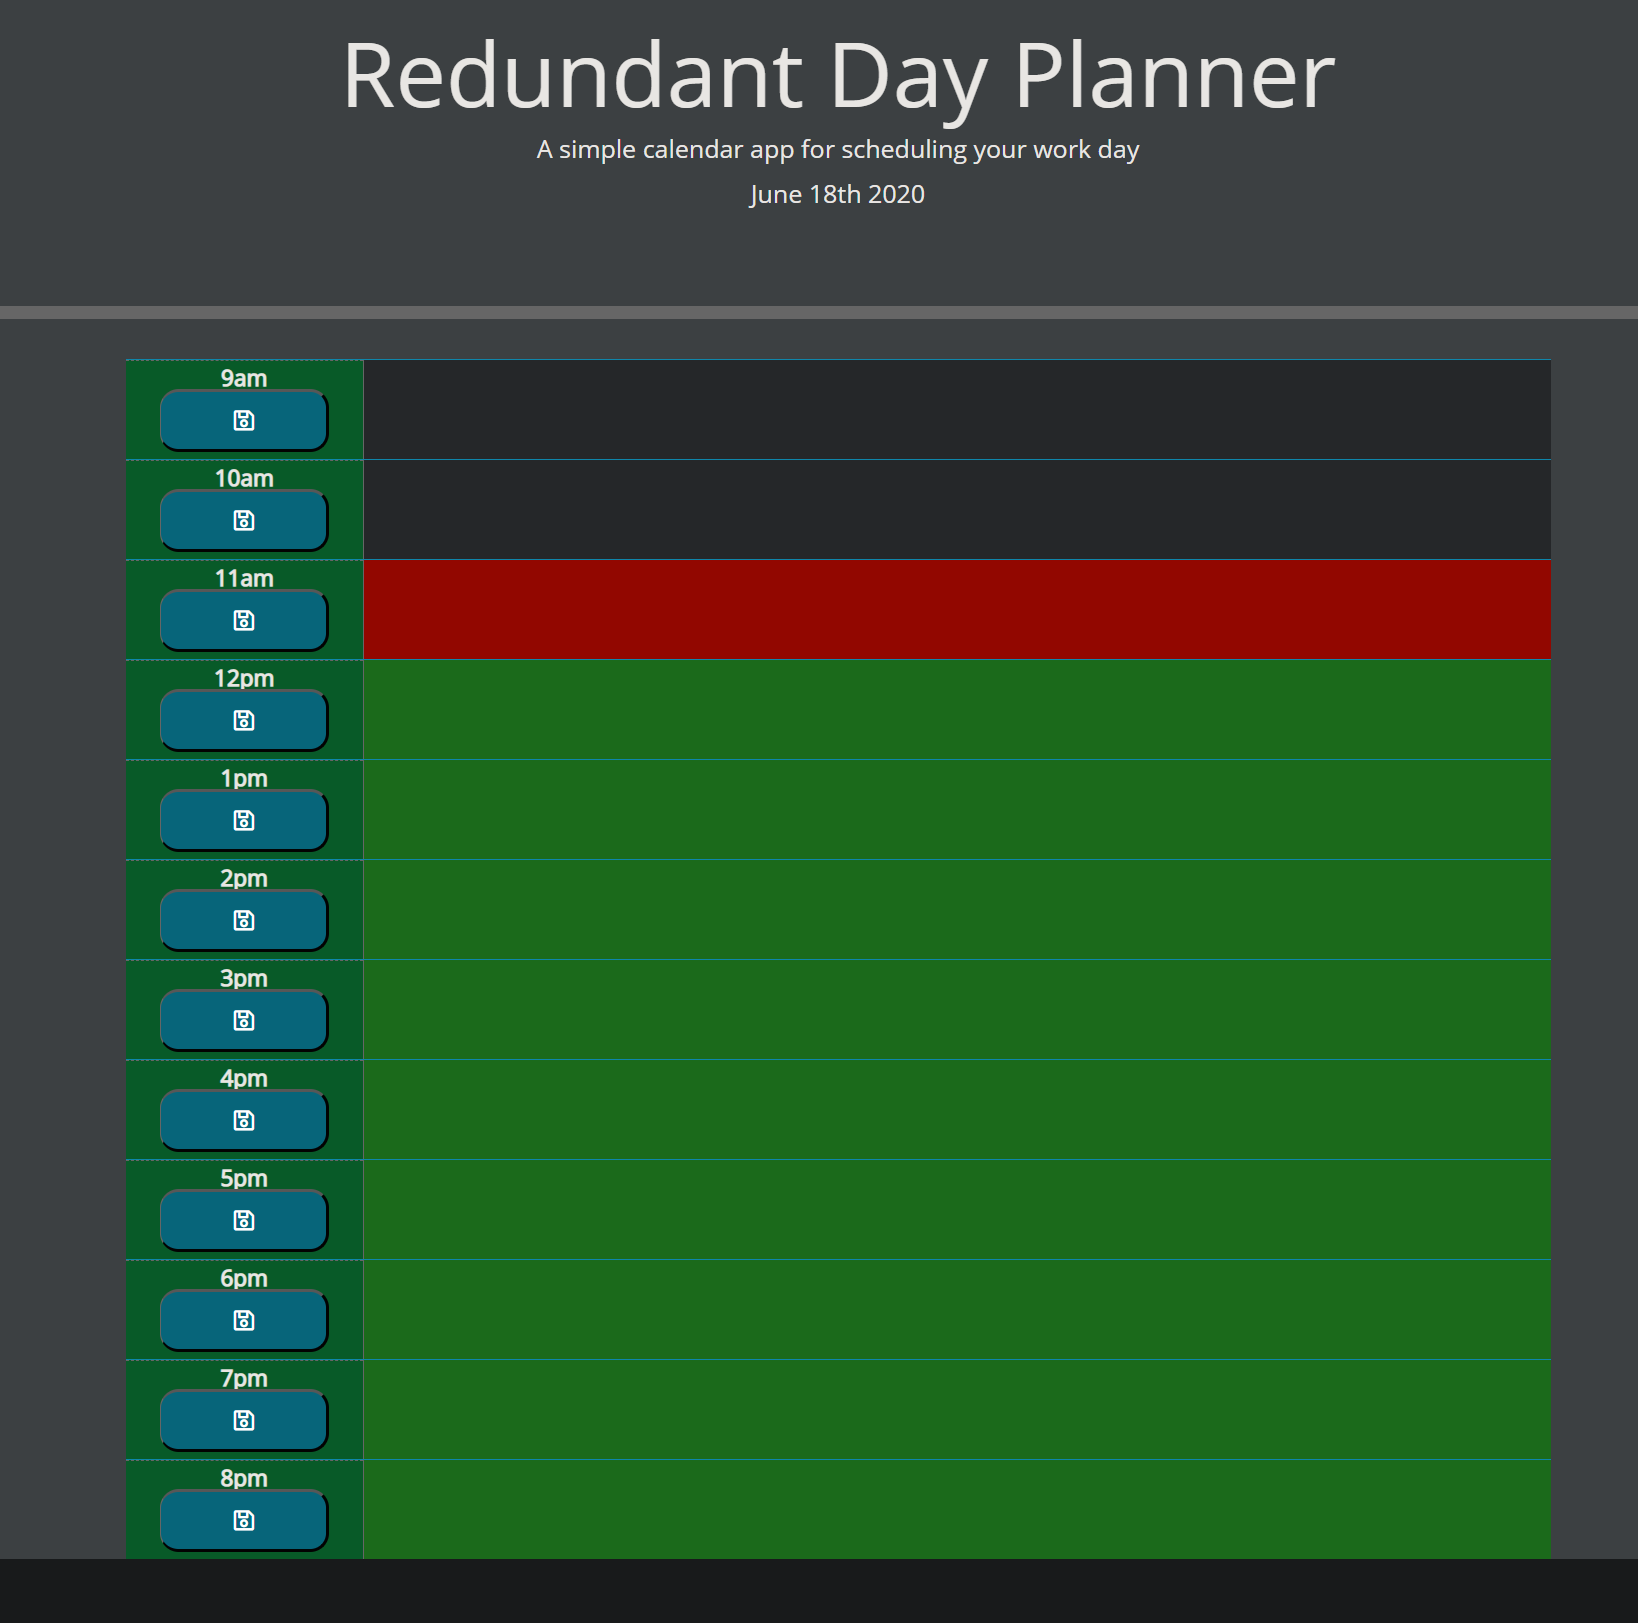 Redundant Day Planner
A simple calendar app for scheduling your work day
June 18th 2020
9am
10am
11am
12pm
1pm
2pm
3pm
4pm
5pm
6pm
7pm
8pm